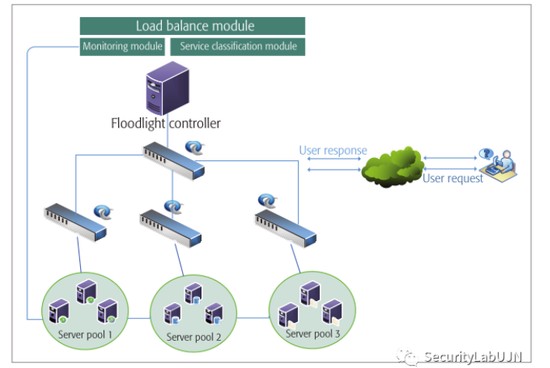 Load balance module
Monitoring module
Service classification module
Floodlight controller
User response
User request
Server pool 1
Server pool 2
Server pool 3
SecurityLabUJN